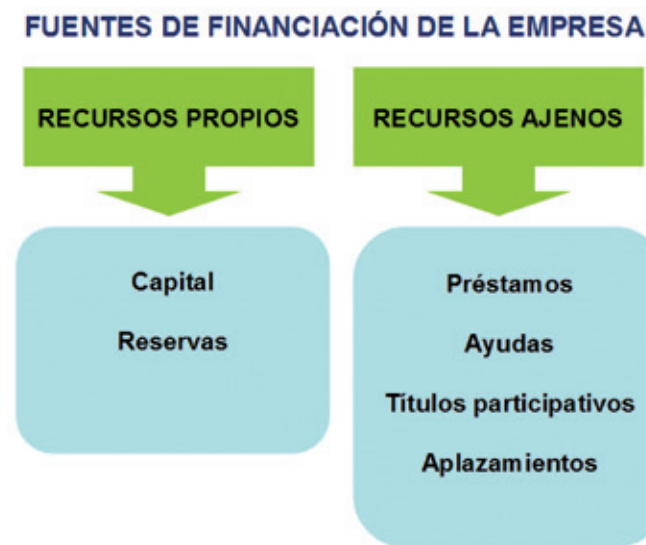 FUENTES DE FINANCIACIÓN DE LA EMPRESA
RECURSOS PROPIOS
Capital
Reservas
RECURSOS AJENOS
Préstamos
Ayudas
Títulos participativos
Aplazamientos